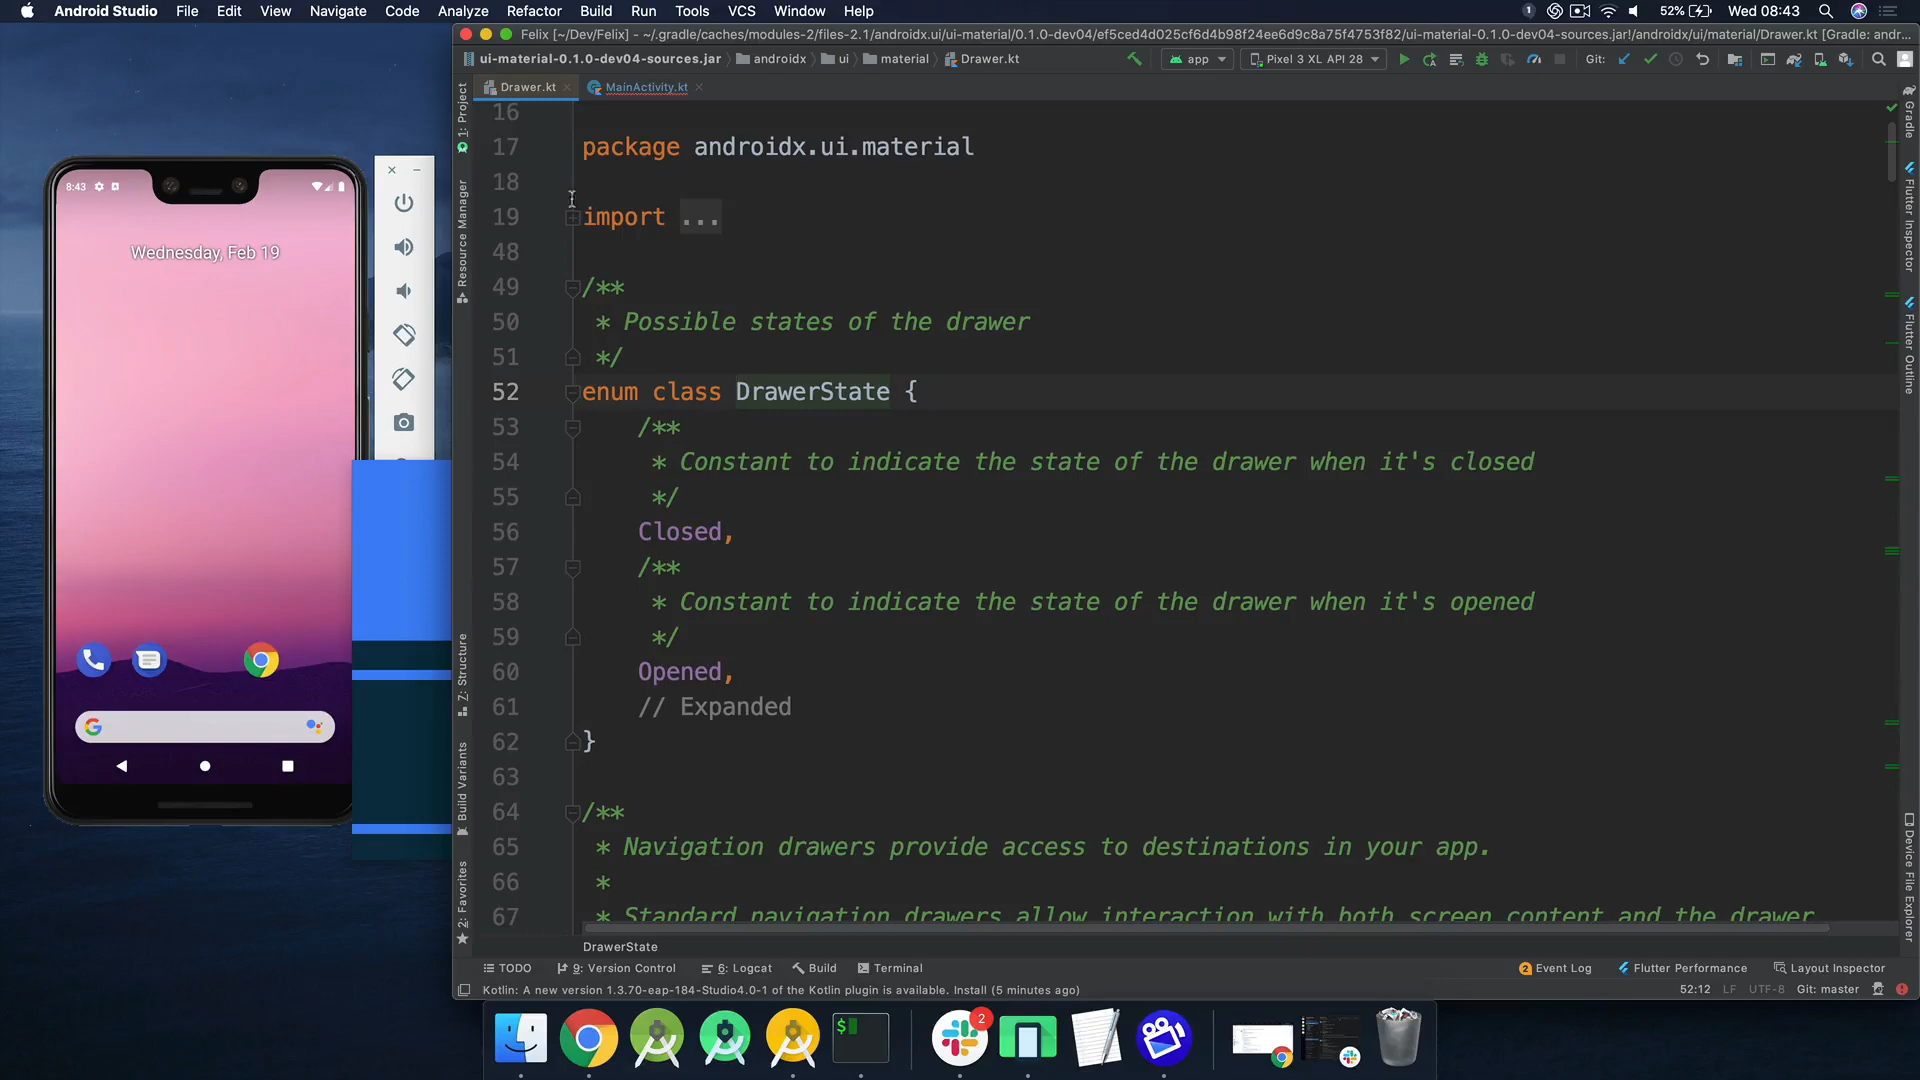 Android Studio File Edit View Navigate Code Analyze Refactor Build Run Tools VCS Window Help 1 52% Wed 08:43
Felix [~/Dev/Felix] - ~/.gradle/caches/modules-2/files-2.1/androidx.ui/ui-material/0.1.0-dev04/ef5ced4d025cf6d4b98f24ee6d9c8a75f4753f82/ui-material-0.1.0-dev04-sources.jar!/androidx/ui/material/Drawer.kt [Gradle: andr...
ui-material-0.1.0-dev04-sources.jar androidx ui material Drawer.kt app Pixel 3 XL API 28 Git:
Drawer.kt MainActivity.kt
16
17 package androidx.ui.material
18
19 import ...
48
49 /**
50 * Possible states of the drawer
51 */
52 enum class DrawerState {
53 /**
54 * Constant to indicate the state of the drawer when it's closed
55 */
56 Closed,
57 /**
58 * Constant to indicate the state of the drawer when it's opened
59 */
60 Opened,
61 // Expanded
62 }
63
64 /**
65 * Navigation drawers provide access to destinations in your app.
66 *
67 * Standard navigation drawers allow interaction with both screen content and the drawer
DrawerState
1: Project
Resource Manager
7: Structure
Build Variants
2: Favorites
Gradle
Flutter Inspector
Flutter Outline
Device File Explorer
8:43
Wednesday, Feb 19
TODO 9: Version Control 6: Logcat Build Terminal 2 Event Log Flutter Performance Layout Inspector
Kotlin: A new version 1.3.70-eap-184-Studio4.0-1 of the Kotlin plugin is available. Install (5 minutes ago) 52:12 LF UTF-8 Git: master
$
2